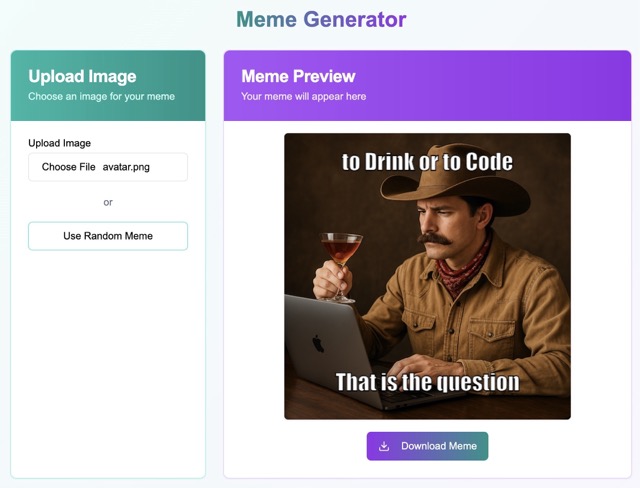 Meme Generator
Upload Image
Choose an image for your meme
Upload Image
Choose File avatar.png
or
Use Random Meme
Meme Preview
Your meme will appear here
to Drink or to Code
That is the question
Download Meme